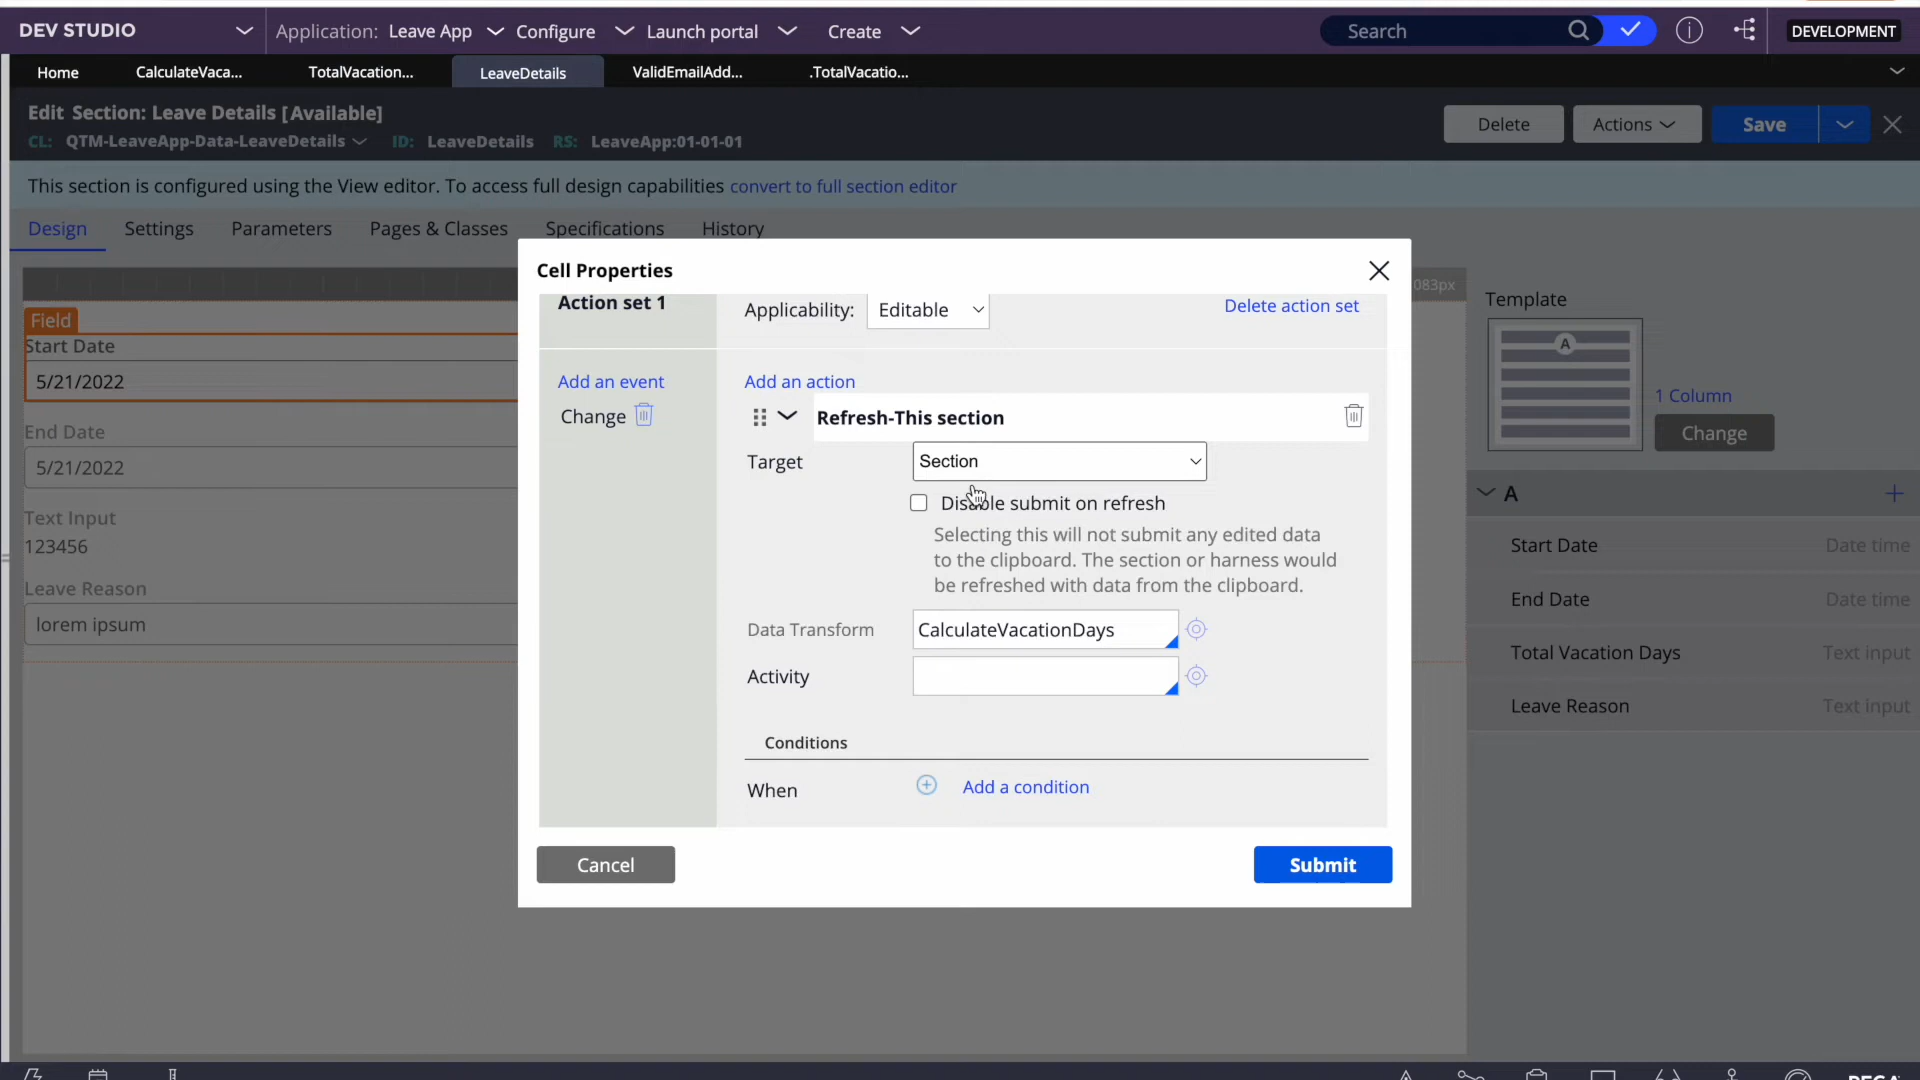 DEV STUDIO
Application: Leave App Configure Launch portal Create
Search
DEVELOPMENT
Home CalculateVaca... TotalVacation... LeaveDetails ValidEmailAdd... .TotalVacatio...
Edit Section: Leave Details [Available]
Delete Actions Save
CL: QTM-LeaveApp-Data-LeaveDetails ID: LeaveDetails RS: LeaveApp:01-01-01
This section is configured using the View editor. To access full design capabilities convert to full section editor
Design Settings Parameters Pages & Classes Specifications History
Cell Properties
Action set 1
Applicability: Editable
Delete action set
Add an event
Change
Add an action
Refresh-This section
Target Section
Disable submit on refresh
Selecting this will not submit any edited data
to the clipboard. The section or harness would
be refreshed with data from the clipboard.
Data Transform CalculateVacationDays
Activity
Conditions
When Add a condition
Cancel
Submit
Field
Start Date
5/21/2022
End Date
5/21/2022
Text Input
123456
Leave Reason
lorem ipsum
083px
Template
A
1 Column
Change
A
Start Date Date time
End Date Date time
Total Vacation Days Text input
Leave Reason Text input
PEGA